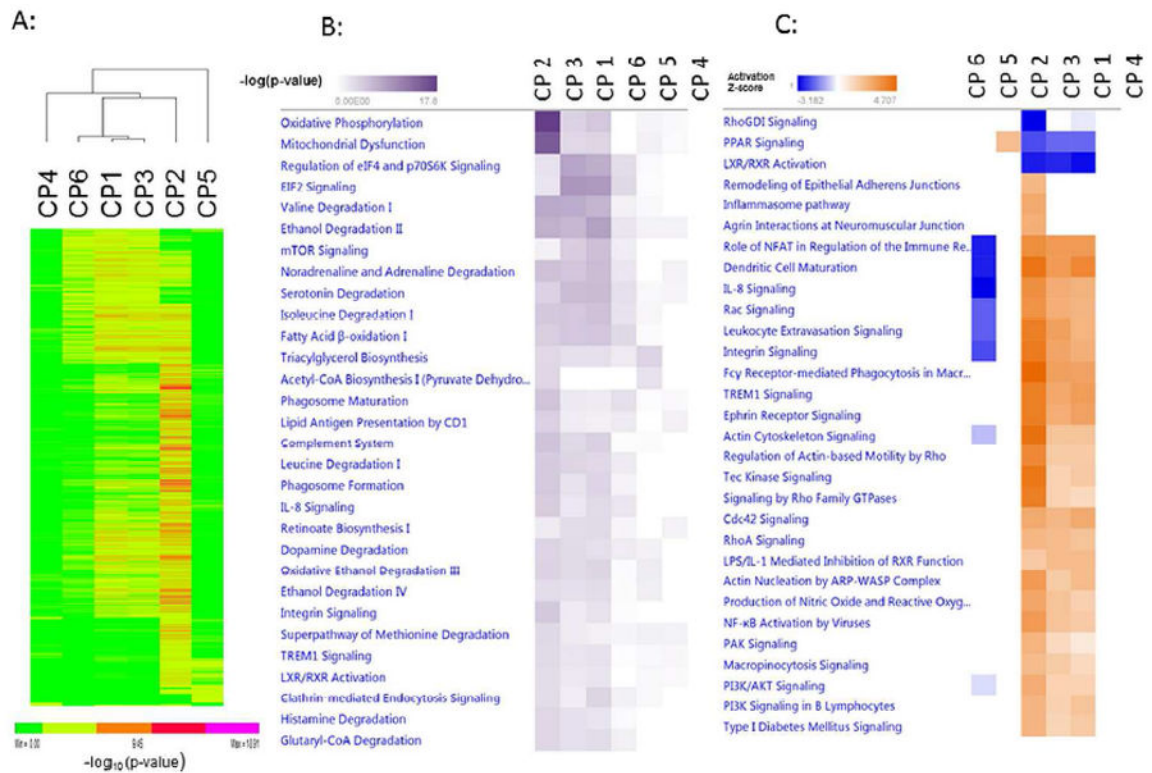 A:
CP4 CP6 CP1 CP3 CP2 CP5
Min = 0.00
Max = 10.91
-log10(p-value)
B:
-log(p-value)
0.00E00 17.8
CP 2 CP 3 CP 1 CP 6 CP 5 CP 4
Oxidative Phosphorylation
Mitochondrial Dysfunction
Regulation of eIF4 and p70S6K Signaling
EIF2 Signaling
Valine Degradation I
Ethanol Degradation II
mTOR Signaling
Noradrenaline and Adrenaline Degradation
Serotonin Degradation
Isoleucine Degradation I
Fatty Acid β-oxidation I
Triacylglycerol Biosynthesis
Acetyl-CoA Biosynthesis I (Pyruvate Dehydro...
Phagosome Maturation
Lipid Antigen Presentation by CD1
Complement System
Leucine Degradation I
Phagosome Formation
IL-8 Signaling
Retinoate Biosynthesis I
Dopamine Degradation
Oxidative Ethanol Degradation III
Ethanol Degradation IV
Integrin Signaling
Superpathway of Methionine Degradation
TREM1 Signaling
LXR/RXR Activation
Clathrin-mediated Endocytosis Signaling
Histamine Degradation
Glutaryl-CoA Degradation
C:
Activation
Z-score
-3.182 4.707
CP 6 CP 5 CP 2 CP 3 CP 1 CP 4
RhoGDI Signaling
PPAR Signaling
LXR/RXR Activation
Remodeling of Epithelial Adherens Junctions
Inflammasome pathway
Agrin Interactions at Neuromuscular Junction
Role of NFAT in Regulation of the Immune Re..
Dendritic Cell Maturation
IL-8 Signaling
Rac Signaling
Leukocyte Extravasation Signaling
Integrin Signaling
Fcγ Receptor-mediated Phagocytosis in Macr...
TREM1 Signaling
Ephrin Receptor Signaling
Actin Cytoskeleton Signaling
Regulation of Actin-based Motility by Rho
Tec Kinase Signaling
Signaling by Rho Family GTPases
Cdc42 Signaling
RhoA Signaling
LPS/IL-1 Mediated Inhibition of RXR Function
Actin Nucleation by ARP-WASP Complex
Production of Nitric Oxide and Reactive Oxyg...
NF-κB Activation by Viruses
PAK Signaling
Macropinocytosis Signaling
PI3K/AKT Signaling
PI3K Signaling in B Lymphocytes
Type I Diabetes Mellitus Signaling